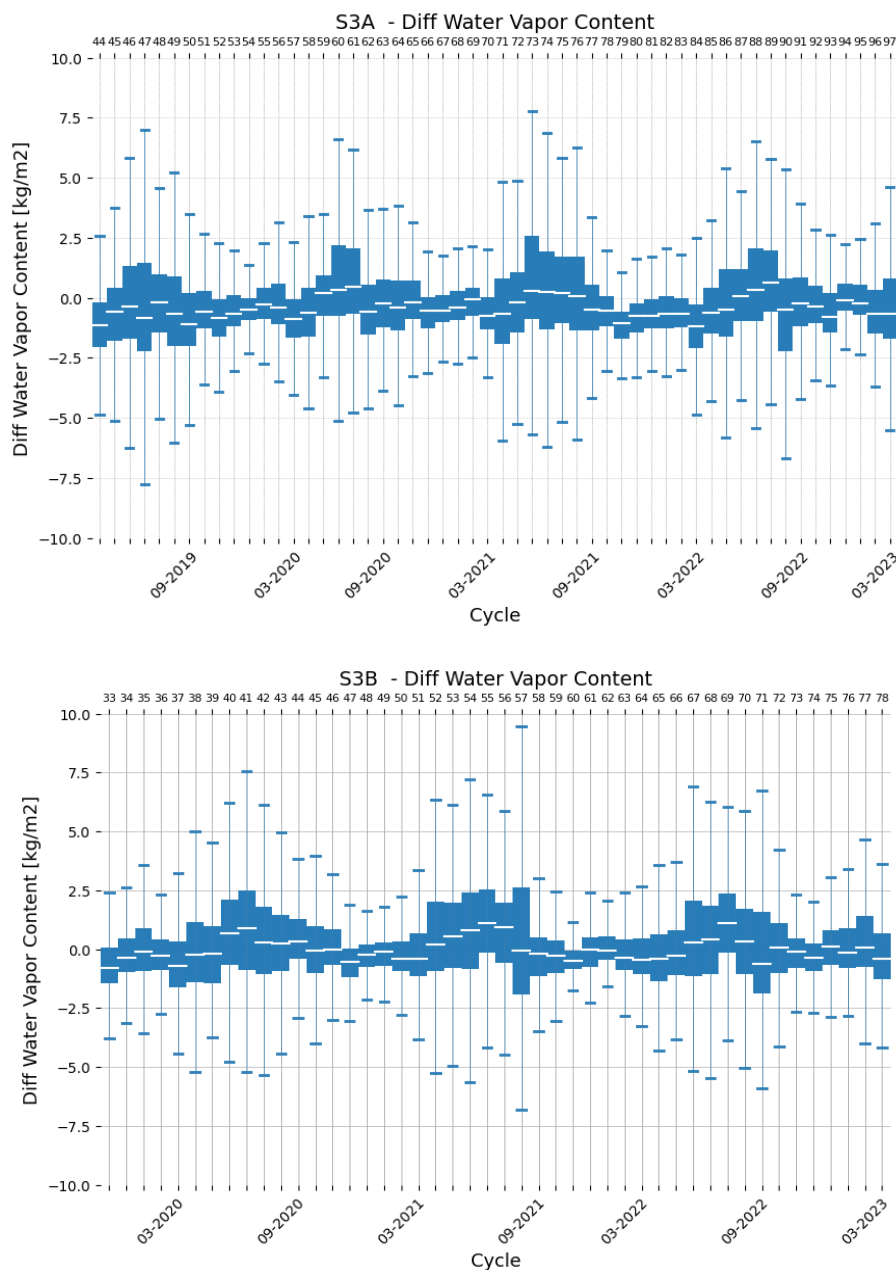 S3A  - Diff Water Vapor Content
44 45 46 47 48 49 50 51 52 53 54 55 56 57 58 59 60 61 62 63 64 65 66 67 68 69 70 71 72 73 74 75 76 77 78 79 80 81 82 83 84 85 86 87 88 89 90 91 92 93 94 95 96 97
10.0
7.5
5.0
2.5
0.0
−2.5
−5.0
−7.5
−10.0
Diff Water Vapor Content [kg/m2]
09-2019 03-2020 09-2020 03-2021 09-2021 03-2022 09-2022 03-2023
Cycle
S3B  - Diff Water Vapor Content
33 34 35 36 37 38 39 40 41 42 43 44 45 46 47 48 49 50 51 52 53 54 55 56 57 58 59 60 61 62 63 64 65 66 67 68 69 70 71 72 73 74 75 76 77 78
10.0
7.5
5.0
2.5
0.0
−2.5
−5.0
−7.5
−10.0
Diff Water Vapor Content [kg/m2]
03-2020 09-2020 03-2021 09-2021 03-2022 09-2022 03-2023
Cycle